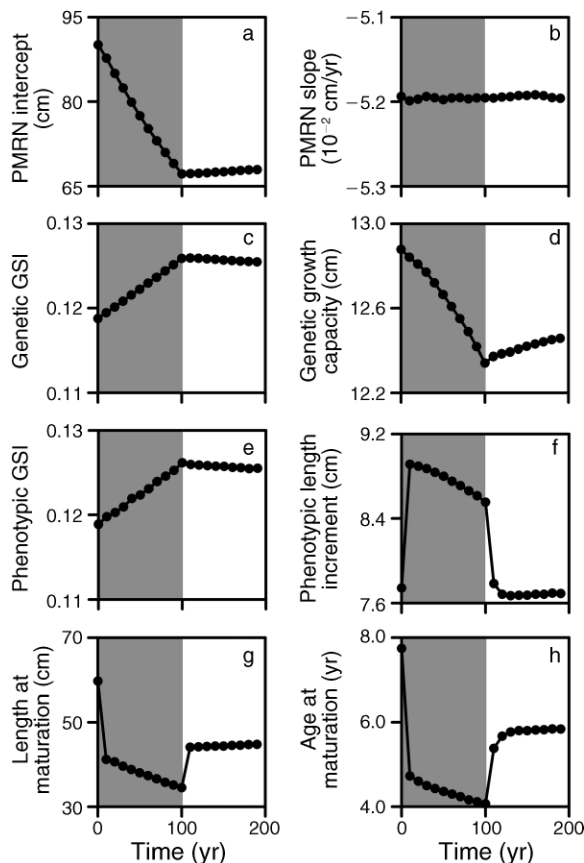 95
80
65
PMRN intercept
(cm)
a
−5.1
−5.2
−5.3
PMRN slope
(10⁻² cm/yr)
b
0.13
0.12
0.11
Genetic GSI
c
13.0
12.6
12.2
Genetic growth
capacity (cm)
d
0.13
0.12
0.11
Phenotypic GSI
e
9.2
8.4
7.6
Phenotypic length
increment (cm)
f
70
50
30
Length at
maturation (cm)
g
8.0
6.0
4.0
Age at
maturation (yr)
h
0 100 200
Time (yr)
0 100 200
Time (yr)